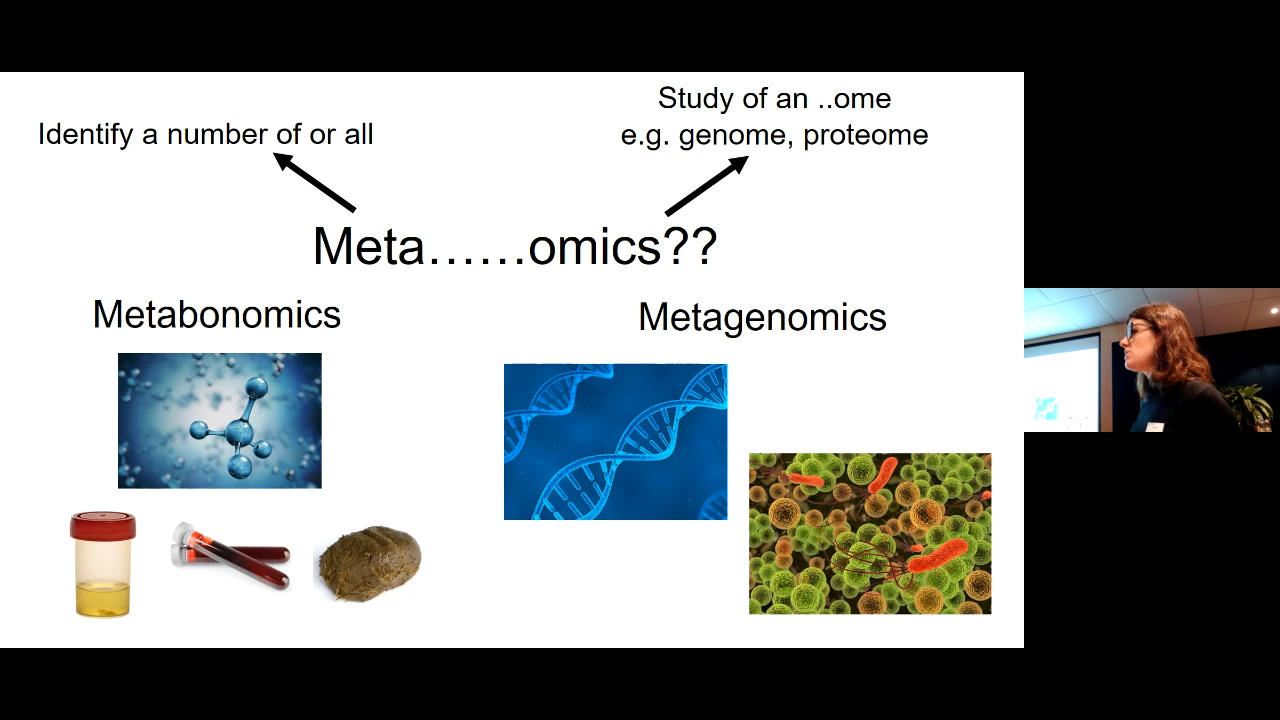 Study of an ..ome
Identify a number of or all
e.g. genome, proteome
Meta......omics??
Metabonomics
Metagenomics